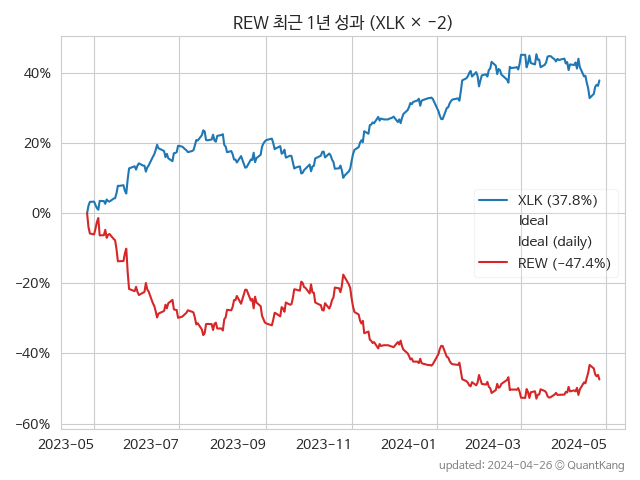 REW 최근 1년 성과 (XLK × −2)
40%
20%
0%
−20%
−40%
−60%
XLK (37.8%)
Ideal
Ideal (daily)
REW (−47.4%)
2023-05 2023-07 2023-09 2023-11 2024-01 2024-03 2024-05
updated: 2024-04-26 © QuantKang